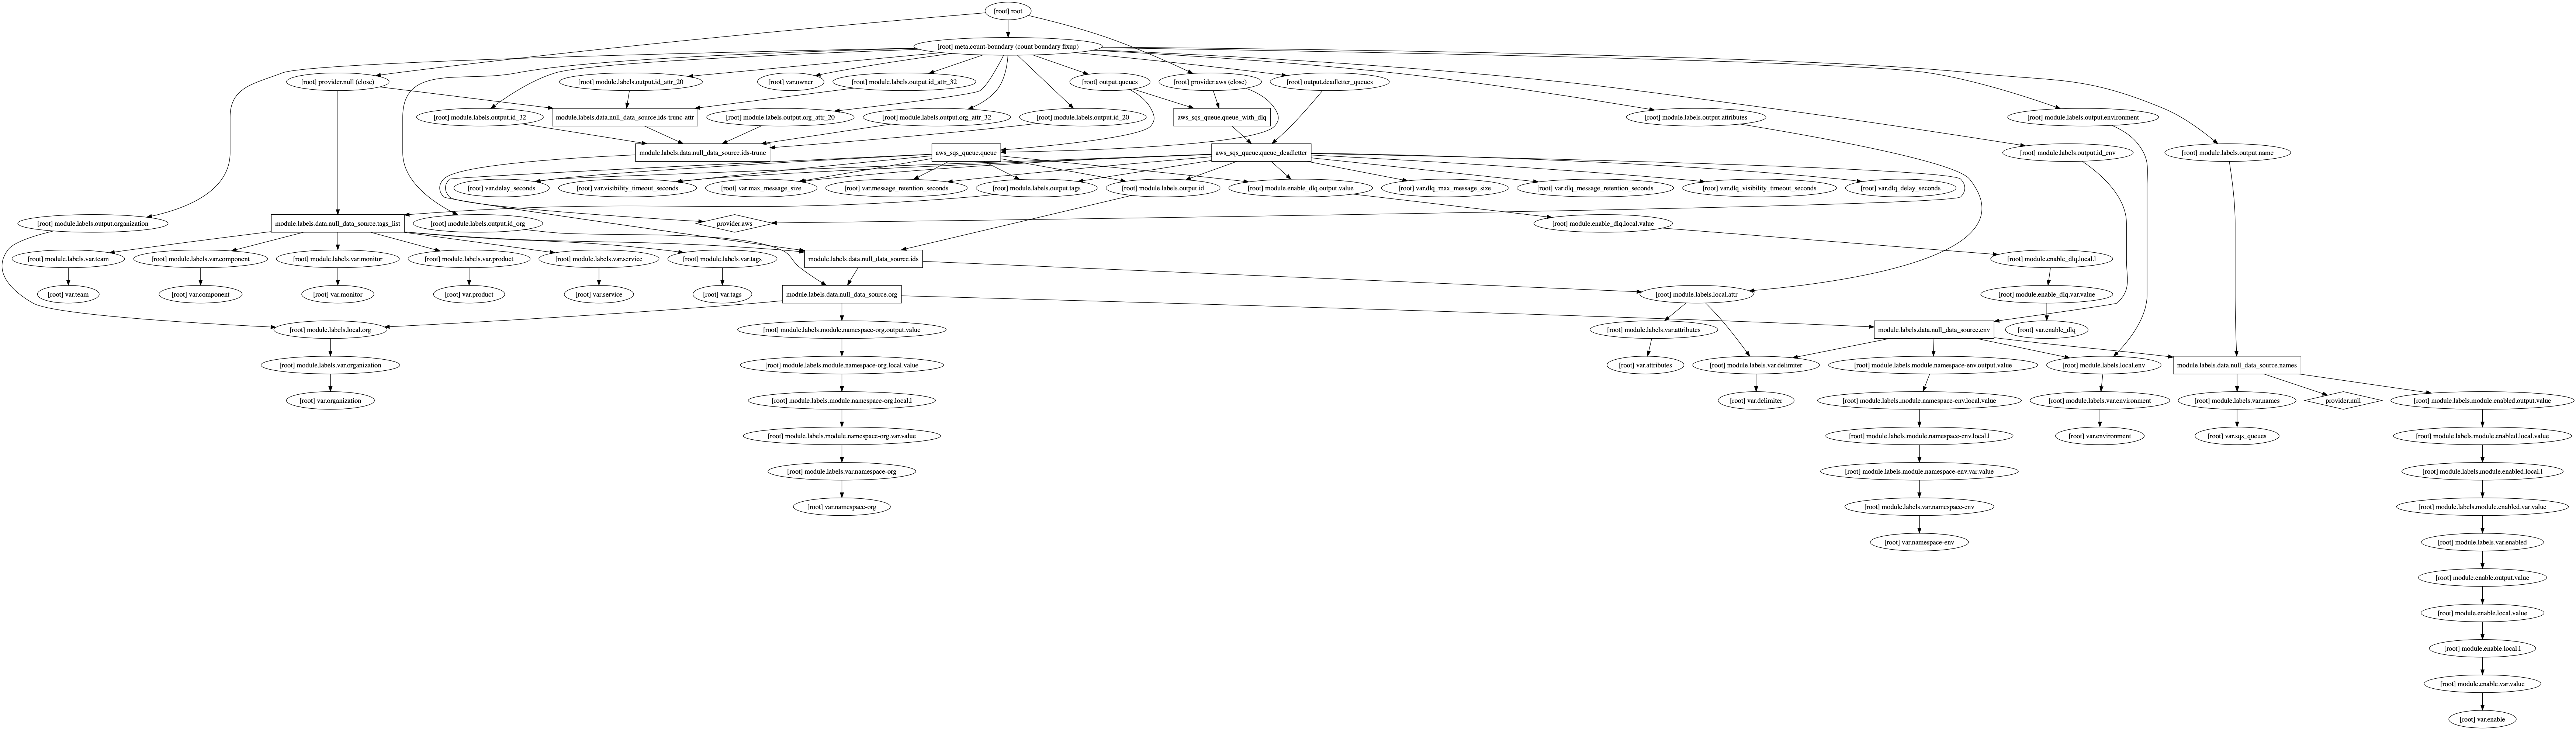 [root] root
[root] meta.count-boundary (count boundary fixup)
[root] provider.null (close)
[root] module.labels.output.id_attr_20
[root] var.owner
[root] module.labels.output.id_attr_32
[root] output.queues
[root] provider.aws (close)
[root] output.deadletter_queues
[root] module.labels.output.id_32
module.labels.data.null_data_source.ids-trunc-attr
[root] module.labels.output.org_attr_20
[root] module.labels.output.org_attr_32
[root] module.labels.output.id_20
aws_sqs_queue.queue_with_dlq
[root] module.labels.output.attributes
[root] module.labels.output.environment
module.labels.data.null_data_source.ids-trunc
aws_sqs_queue.queue
aws_sqs_queue.queue_deadletter
[root] module.labels.output.id_env
[root] module.labels.output.name
[root] var.delay_seconds
[root] var.visibility_timeout_seconds
[root] var.max_message_size
[root] var.message_retention_seconds
[root] module.labels.output.tags
[root] module.labels.output.id
[root] module.enable_dlq.output.value
[root] var.dlq_max_message_size
[root] var.dlq_message_retention_seconds
[root] var.dlq_visibility_timeout_seconds
[root] var.dlq_delay_seconds
[root] module.labels.output.organization
module.labels.data.null_data_source.tags_list
[root] module.labels.output.id_org
provider.aws
[root] module.enable_dlq.local.value
[root] module.labels.var.team
[root] module.labels.var.component
[root] module.labels.var.monitor
[root] module.labels.var.product
[root] module.labels.var.service
[root] module.labels.var.tags
module.labels.data.null_data_source.ids
[root] module.enable_dlq.local.l
[root] var.team
[root] var.component
[root] var.monitor
[root] var.product
[root] var.service
[root] var.tags
module.labels.data.null_data_source.org
[root] module.labels.local.attr
[root] module.enable_dlq.var.value
[root] module.labels.local.org
[root] module.labels.module.namespace-org.output.value
[root] module.labels.var.attributes
module.labels.data.null_data_source.env
[root] var.enable_dlq
[root] module.labels.var.organization
[root] module.labels.module.namespace-org.local.value
[root] var.attributes
[root] module.labels.var.delimiter
[root] module.labels.module.namespace-env.output.value
[root] module.labels.local.env
module.labels.data.null_data_source.names
[root] var.organization
[root] module.labels.module.namespace-org.local.l
[root] var.delimiter
[root] module.labels.module.namespace-env.local.value
[root] module.labels.var.environment
[root] module.labels.var.names
provider.null
[root] module.labels.module.enabled.output.value
[root] module.labels.module.namespace-org.var.value
[root] module.labels.module.namespace-env.local.l
[root] var.environment
[root] var.sqs_queues
[root] module.labels.module.enabled.local.value
[root] module.labels.var.namespace-org
[root] module.labels.module.namespace-env.var.value
[root] module.labels.module.enabled.local.l
[root] var.namespace-org
[root] module.labels.var.namespace-env
[root] module.labels.module.enabled.var.value
[root] var.namespace-env
[root] module.labels.var.enabled
[root] module.enable.output.value
[root] module.enable.local.value
[root] module.enable.local.l
[root] module.enable.var.value
[root] var.enable